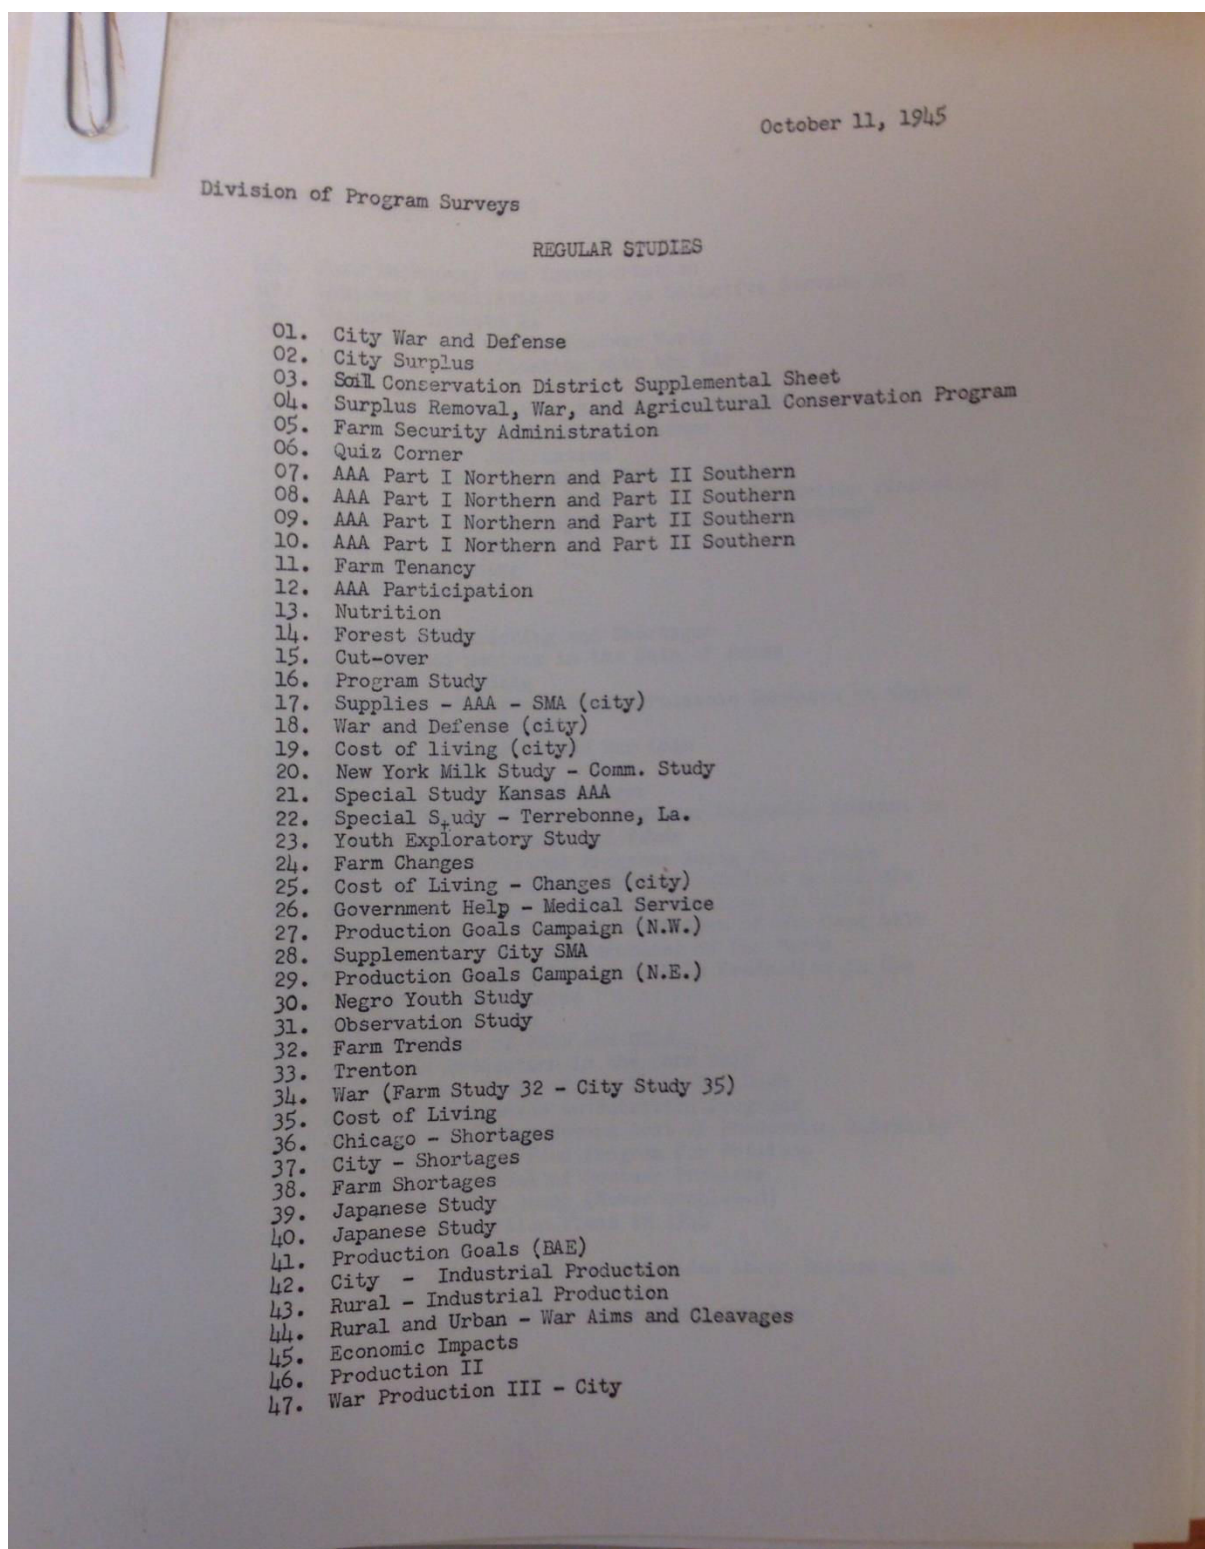 October 11, 1945
Division of Program Surveys
REGULAR STUDIES
01. City War and Defense
02. City Surplus
03. Soil Conservation District Supplemental Sheet
04. Surplus Removal, War, and Agricultural Conservation Program
05. Farm Security Administration
06. Quiz Corner
07. AAA Part I Northern and Part II Southern
08. AAA Part I Northern and Part II Southern
09. AAA Part I Northern and Part II Southern
10. AAA Part I Northern and Part II Southern
11. Farm Tenancy
12. AAA Participation
13. Nutrition
14. Forest Study
15. Cut-over
16. Program Study
17. Supplies - AAA - SMA (city)
18. War and Defense (city)
19. Cost of living (city)
20. New York Milk Study - Comm. Study
21. Special Study Kansas AAA
22. Special Study - Terrebonne, La.
23. Youth Exploratory Study
24. Farm Changes
25. Cost of Living - Changes (city)
26. Government Help - Medical Service
27. Production Goals Campaign (N.W.)
28. Supplementary City SMA
29. Production Goals Campaign (N.E.)
30. Negro Youth Study
31. Observation Study
32. Farm Trends
33. Trenton
34. War (Farm Study 32 - City Study 35)
35. Cost of Living
36. Chicago - Shortages
37. City - Shortages
38. Farm Shortages
39. Japanese Study
40. Japanese Study
41. Production Goals (BAE)
42. City - Industrial Production
43. Rural - Industrial Production
44. Rural and Urban - War Aims and Cleavages
45. Economic Impacts
46. Production II
47. War Production III - City